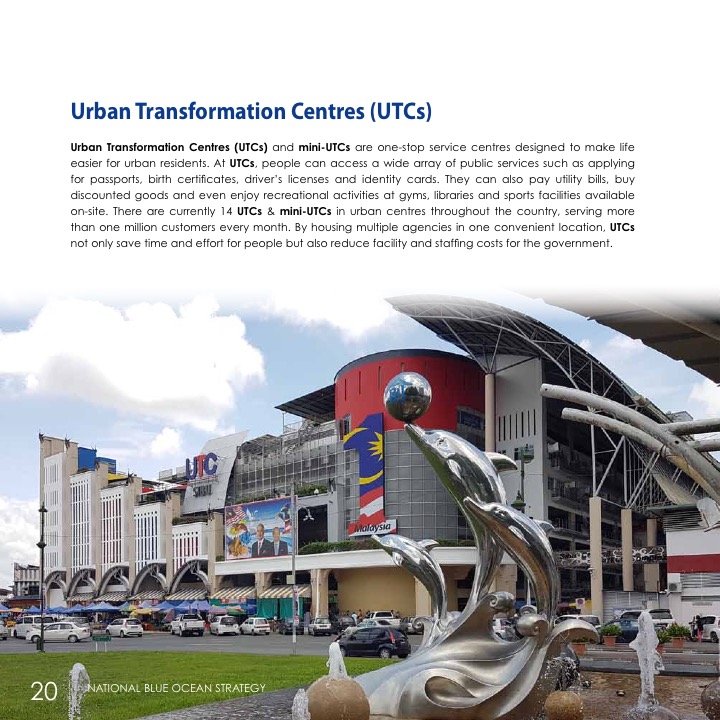 Urban Transformation Centres (UTCs)
Urban Transformation Centres (UTCs) and mini-UTCs are one-stop service centres designed to make life
easier for urban residents. At UTCs, people can access a wide array of public services such as applying
for passports, birth certificates, driver's licenses and identity cards. They can also pay utility bills, buy
discounted goods and even enjoy recreational activities at gyms, libraries and sports facilities available
on-site. There are currently 14 UTCs & mini-UTCs in urban centres throughout the country, serving more
than one million customers every month. By housing multiple agencies in one convenient location, UTCs
not only save time and effort for people but also reduce facility and staffing costs for the government.
UTC
SIBU
1
Malaysia
20 NATIONAL BLUE OCEAN STRATEGY